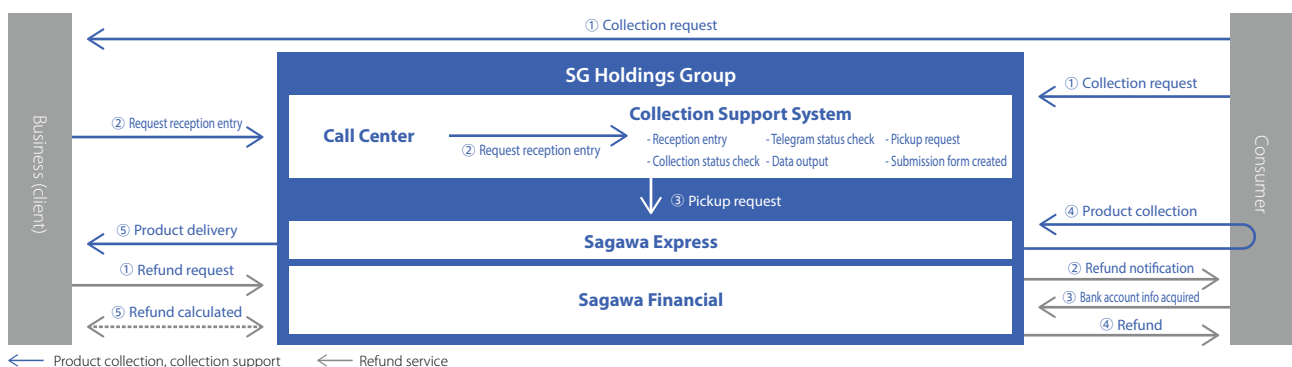 ① Collection request
SG Holdings Group
① Collection request
Business (client)
② Request reception entry
Call Center
② Request reception entry
Collection Support System
- Reception entry - Telegram status check - Pickup request
- Collection status check - Data output - Submission form created
Consumer
③ Pickup request
④ Product collection
⑤ Product delivery
Sagawa Express
① Refund request
② Refund notification
Sagawa Financial
③ Bank account info acquired
⑤ Refund calculated
④ Refund
Product collection, collection support Refund service